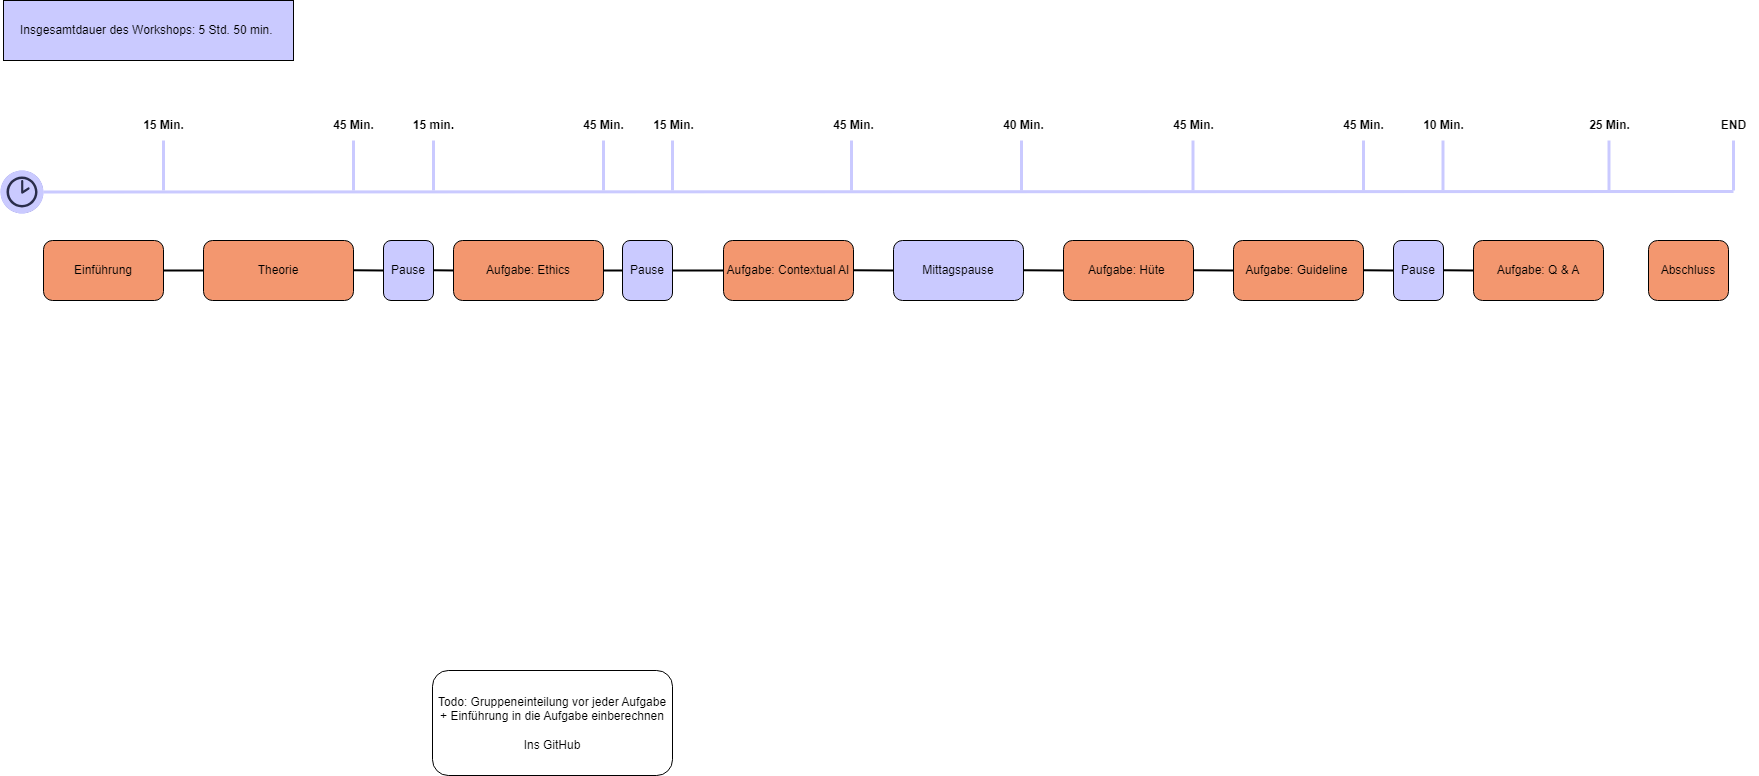 Insgesamtdauer des Workshops: 5 Std. 50 min.
15 Min.
45 Min.
15 min.
45 Min.
15 Min.
45 Min.
40 Min.
45 Min.
45 Min.
10 Min.
25 Min.
END
Einführung
Theorie
Pause
Aufgabe: Ethics
Pause
Aufgabe: Contextual AI
Mittagspause
Aufgabe: Hüte
Aufgabe: Guideline
Pause
Aufgabe: Q & A
Abschluss
Todo: Gruppeneinteilung vor jeder Aufgabe
+ Einführung in die Aufgabe einberechnen
Ins GitHub